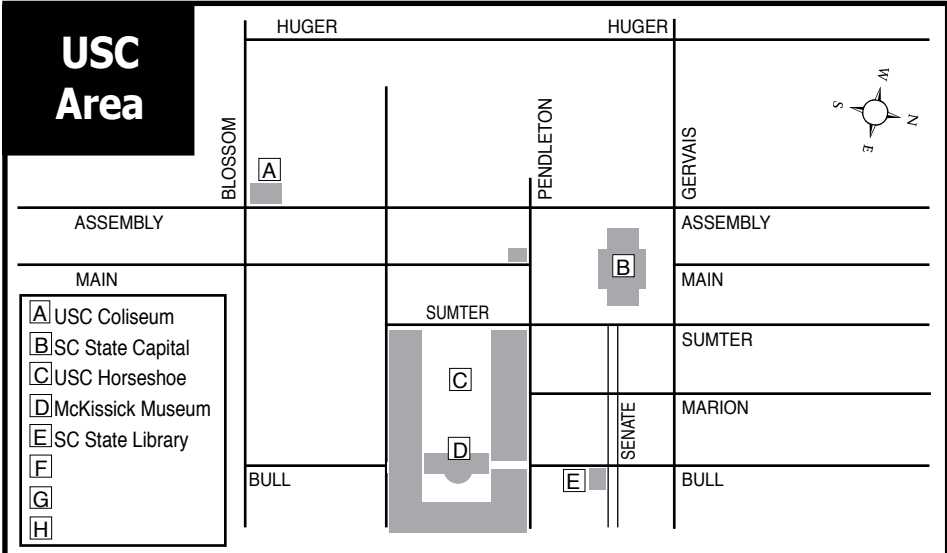 USC
Area
HUGER
HUGER
W
S
N
E
BLOSSOM
PENDLETON
GERVAIS
A
ASSEMBLY
ASSEMBLY
B
MAIN
MAIN
A USC Coliseum
B SC State Capital
C USC Horseshoe
D McKissick Museum
E SC State Library
F
G
H
SUMTER
SUMTER
C
MARION
SENATE
D
BULL
E
BULL